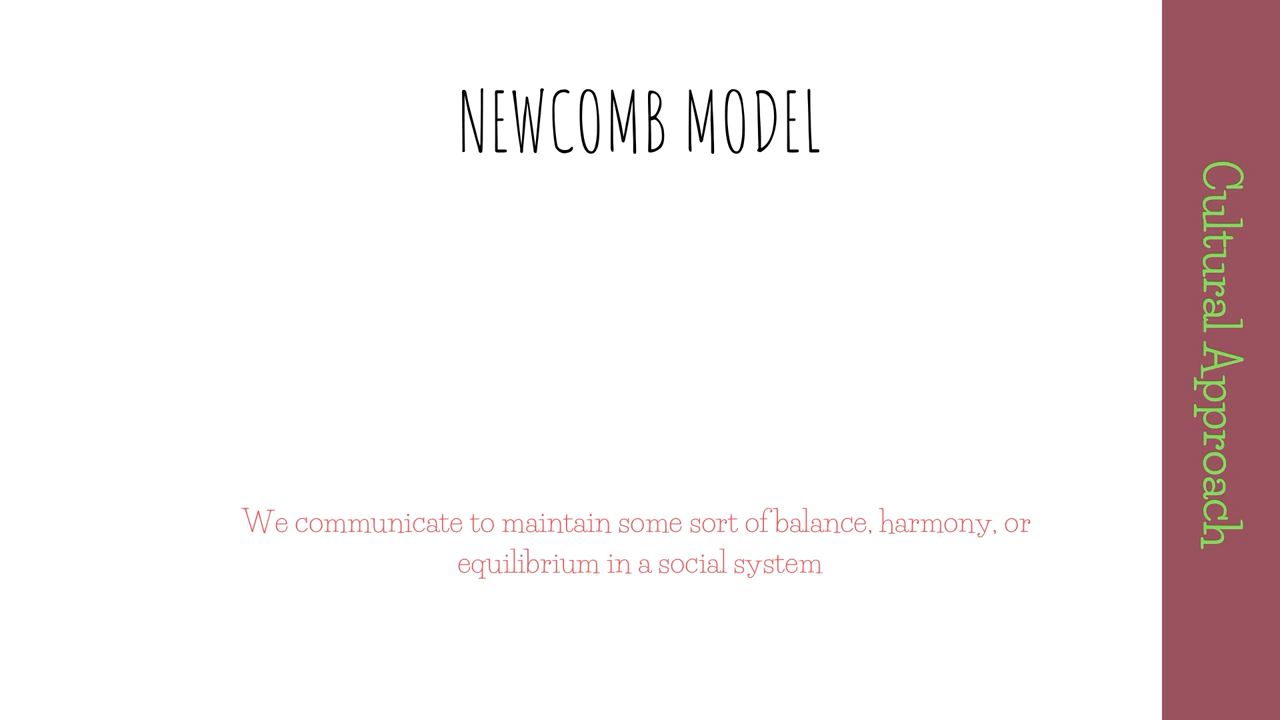 NEWCOMB MODEL
We communicate to maintain some sort of balance, harmony, or
equilibrium in a social system
Cultural Approach